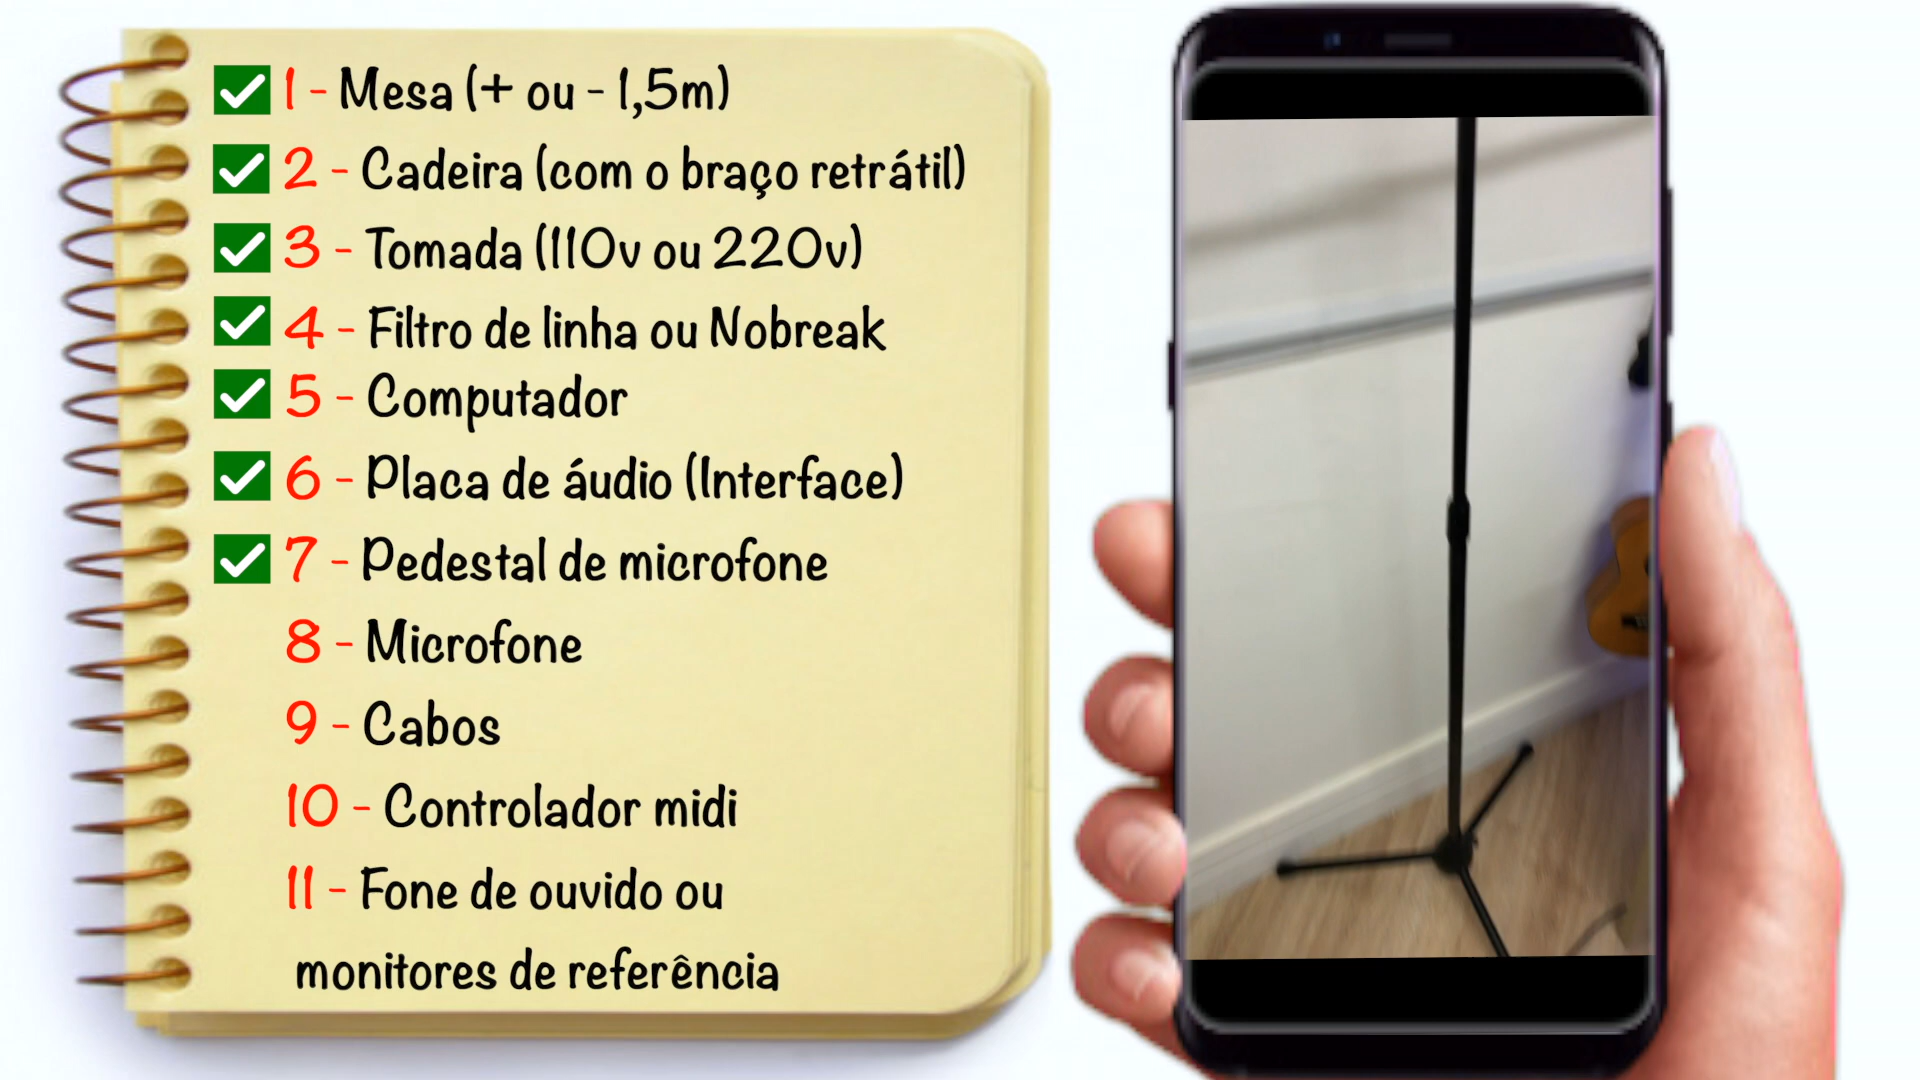 1 - Mesa (+ ou - 1,5m)
2 - Cadeira (com o braço retrátil)
3 - Tomada (110v ou 220v)
4 - Filtro de linha ou Nobreak
5 - Computador
6 - Placa de áudio (Interface)
7 - Pedestal de microfone
8 - Microfone
9 - Cabos
10 - Controlador midi
11 - Fone de ouvido ou
monitores de referência